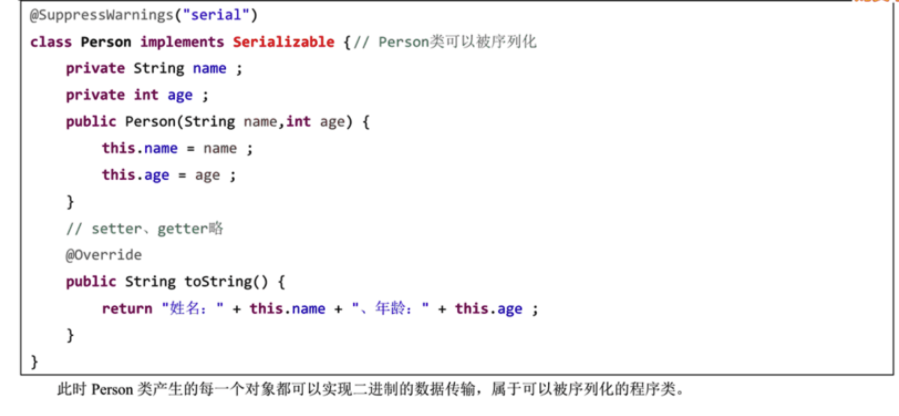 @SuppressWarnings("serial")
class Person implements Serializable {// Person类可以被序列化
    private String name ;
    private int age ;
    public Person(String name,int age) {
        this.name = name ;
        this.age = age ;
    }
    // setter、getter略
    @Override
    public String toString() {
        return "姓名：" + this.name + "、年龄：" + this.age ;
    }
}
此时 Person 类产生的每一个对象都可以实现二进制的数据传输，属于可以被序列化的程序类。